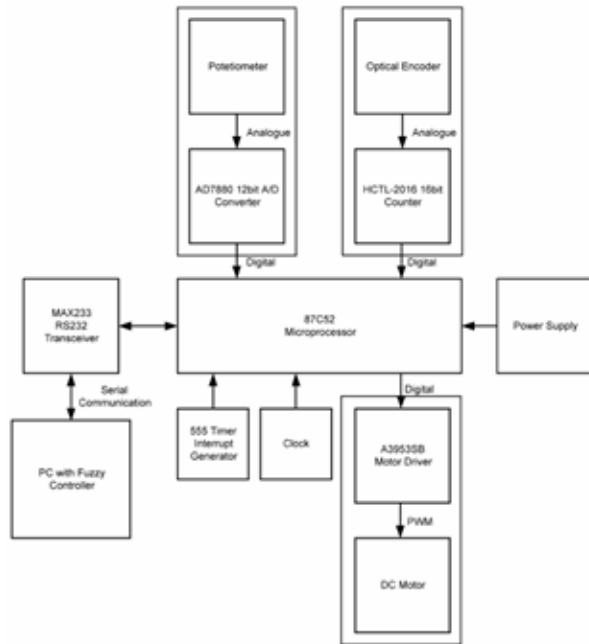 Potetiometer
Optical Encoder
Analogue
Analogue
AD7880 12bit A/D
Converter
HCTL-2016 16bit
Counter
Digital
Digital
MAX233
RS232
Transceiver
87C52
Microprocessor
Power Supply
Serial
Communication
Digital
PC with Fuzzy
Controller
555 Timer
Interrupt
Generator
Clock
A3953SB
Motor Driver
PWM
DC Motor